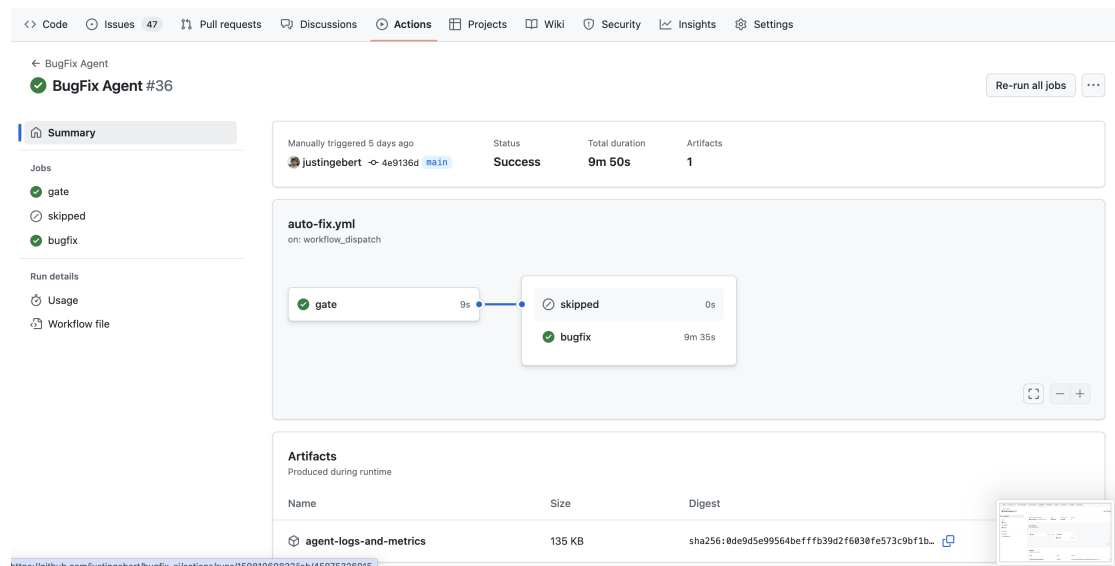 Code Issues 47 Pull requests Discussions Actions Projects Wiki Security Insights Settings
BugFix Agent
BugFix Agent #36
Re-run all jobs
Summary
Jobs
gate
skipped
bugfix
Run details
Usage
Workflow file
Manually triggered 5 days ago
justingebert 4e9136d main
Status
Success
Total duration
9m 50s
Artifacts
1
auto-fix.yml
on: workflow_dispatch
gate 9s
skipped 0s
bugfix 9m 35s
Artifacts
Produced during runtime
Name Size Digest
agent-logs-and-metrics 135 KB sha256:0de9d5e99564befffb39d2f6030fe573c9bf1b…